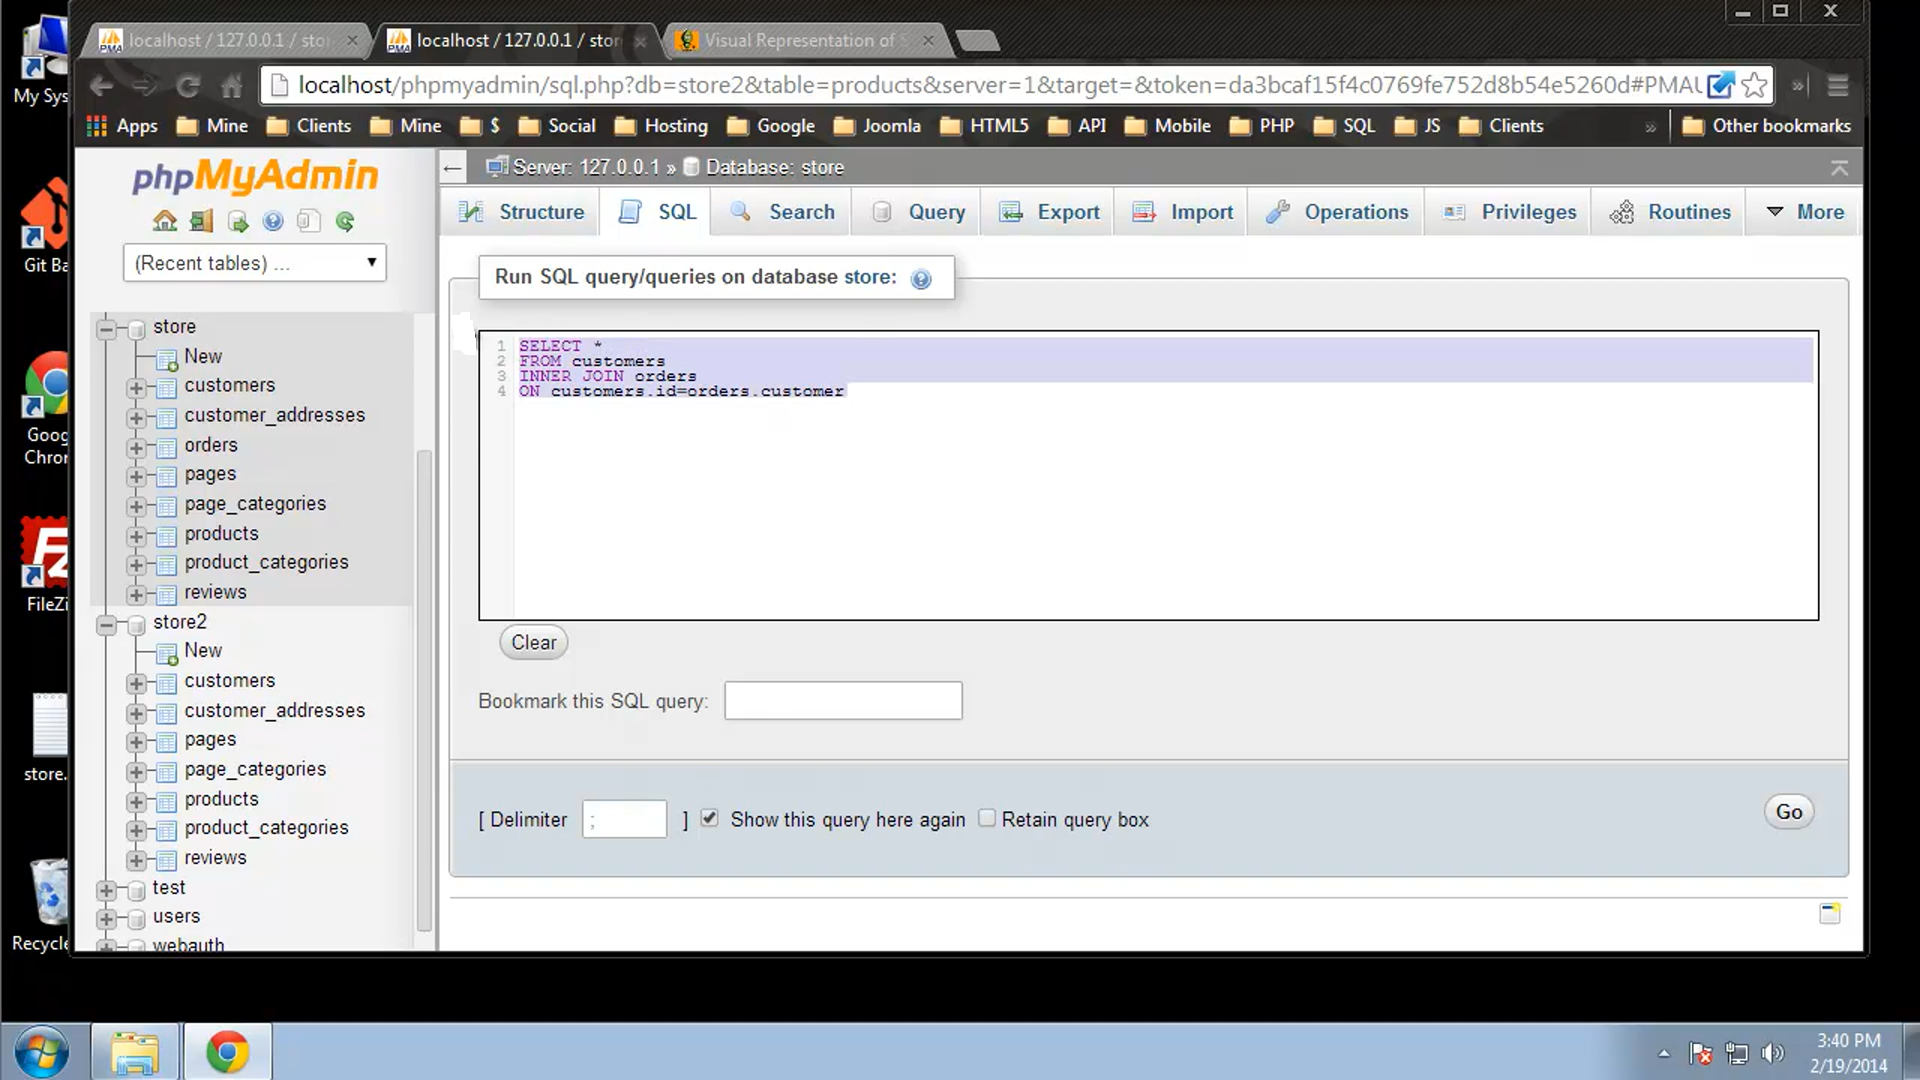 localhost / 127.0.0.1 / stor
localhost / 127.0.0.1 / stor
Visual Representation of S
localhost/phpmyadmin/sql.php?db=store2&table=products&server=1&target=&token=da3bcaf15f4c0769fe752d8b54e5260d#PMAU
Apps Mine Clients Mine $ Social Hosting Google Joomla HTML5 API Mobile PHP SQL JS Clients » Other bookmarks
My Sys
Git Ba
Goog
Chron
FileZi
store.
Recycle
phpMyAdmin
(Recent tables) ...
store
New
customers
customer_addresses
orders
pages
page_categories
products
product_categories
reviews
store2
New
customers
customer_addresses
pages
page_categories
products
product_categories
reviews
test
users
webauth
Server: 127.0.0.1 » Database: store
Structure SQL Search Query Export Import Operations Privileges Routines More
Run SQL query/queries on database store:
1 SELECT *
2 FROM customers
3 INNER JOIN orders
4 ON customers.id=orders.customer
Clear
Bookmark this SQL query:
[ Delimiter ; ] Show this query here again Retain query box
Go
3:40 PM
2/19/2014